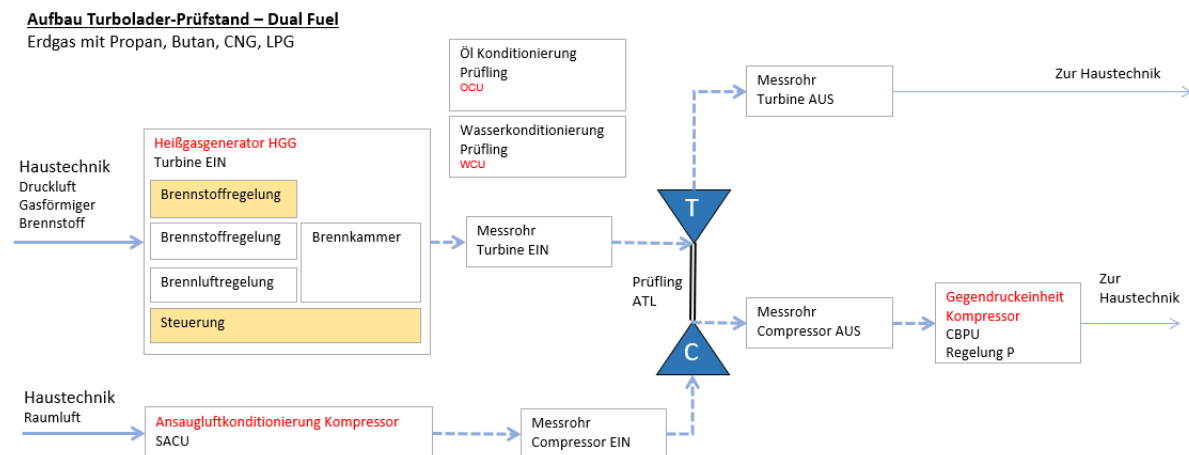 Aufbau Turbolader-Prüfstand – Dual Fuel
Erdgas mit Propan, Butan, CNG, LPG
Öl Konditionierung
Prüfling
OCU
Wasserkonditionierung
Prüfling
WCU
Messrohr
Turbine AUS
Zur Haustechnik
Haustechnik
Druckluft
Gasförmiger
Brennstoff
Heißgasgenerator HGG
Turbine EIN
Brennstoffregelung
Brennstoffregelung
Brennluftregelung
Brennkammer
Steuerung
Messrohr
Turbine EIN
T
Prüfling
ATL
C
Messrohr
Compressor AUS
Gegendruckeinheit
Kompressor
CBPU
Regelung P
Zur
Haustechnik
Haustechnik
Raumluft
Ansaugluftkonditionierung Kompressor
SACU
Messrohr
Compressor EIN